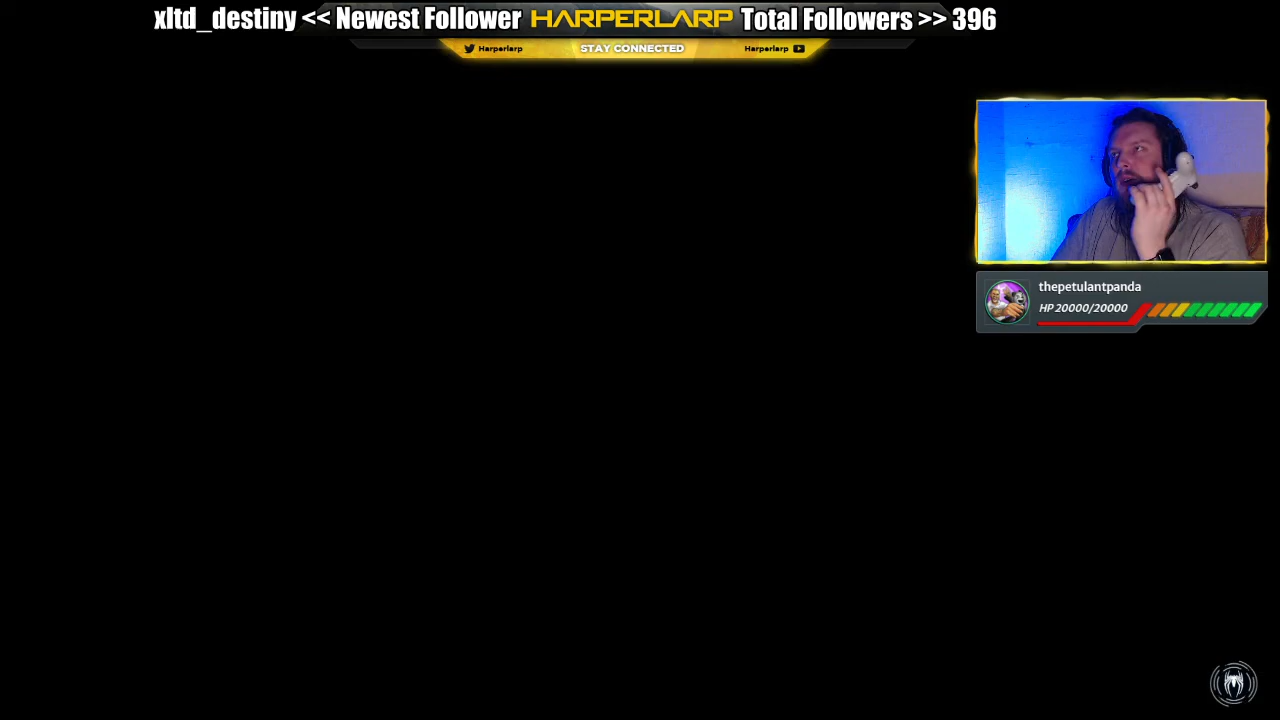 xltd_destiny << Newest Follower HARPERLARP Total Followers >> 396
Harperlarp STAY CONNECTED Harperlarp
thepetulantpanda
HP 20000/20000